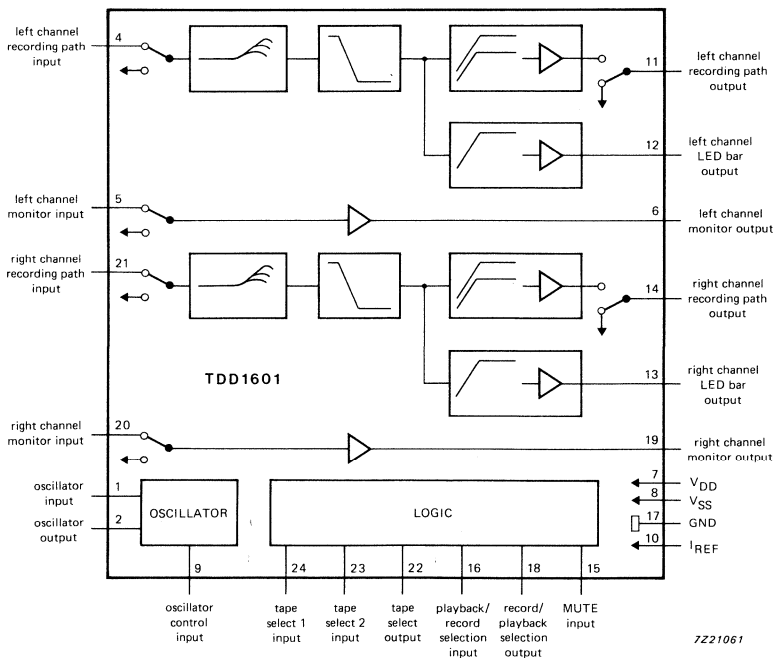 left channel
recording path
input
4
11
left channel
recording path
output
12
left channel
LED bar
output
left channel
monitor input
5
6
left channel
monitor output
right channel
recording path
input
21
14
right channel
recording path
output
TDD1601
13
right channel
LED bar
output
right channel
monitor input
20
19
right channel
monitor output
oscillator
input
1
oscillator
output
2
OSCILLATOR
LOGIC
7
VDD
8
VSS
17
GND
10
IREF
9
24
23
22
16
18
15
oscillator
control
input
tape
select 1
input
tape
select 2
input
tape
select
output
playback/
record
selection
input
record/
playback
selection
output
MUTE
input
7Z21061